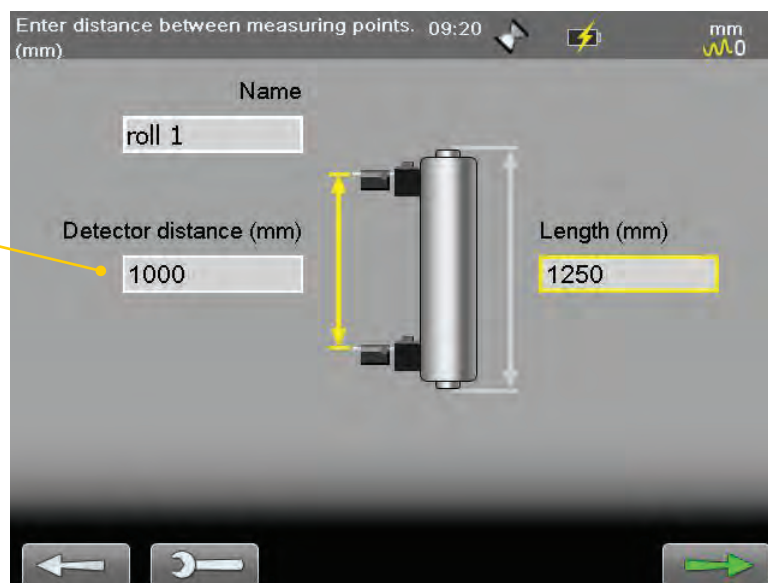 Enter distance between measuring points. 09:20 mm
(mm) 0
Name
roll 1
Detector distance (mm) Length (mm)
1000 1250